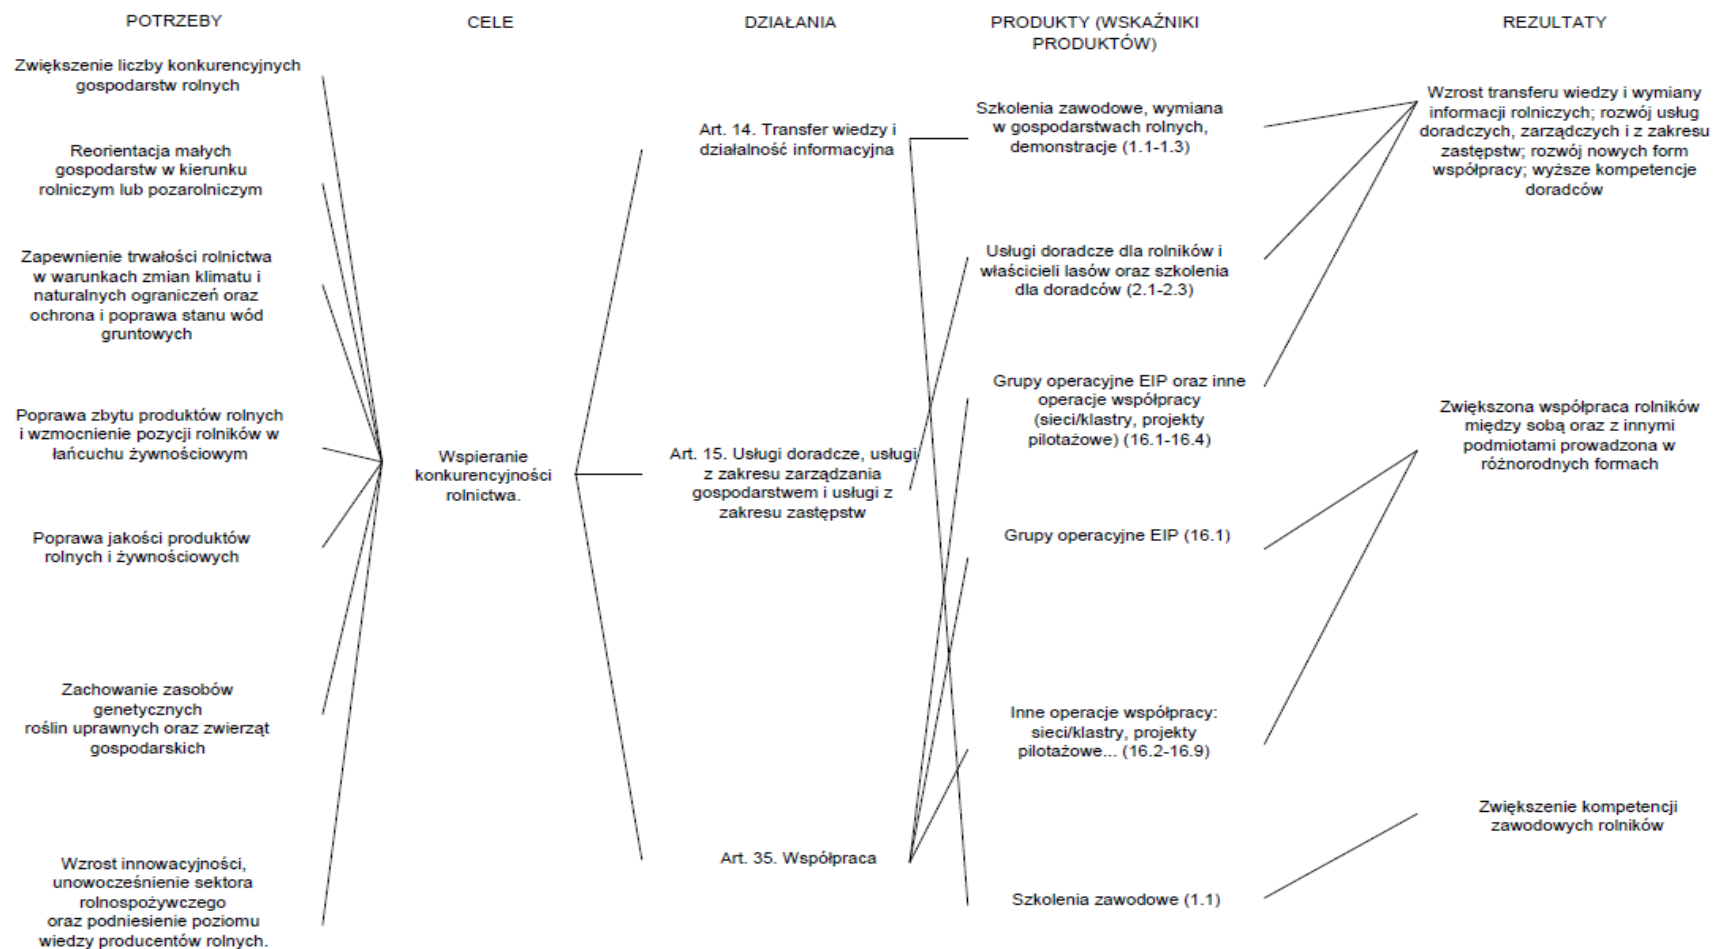 POTRZEBY
CELE
DZIAŁANIA
PRODUKTY (WSKAŹNIKI
PRODUKTÓW)
REZULTATY
Zwiększenie liczby konkurencyjnych
gospodarstw rolnych
Reorientacja małych
gospodarstw w kierunku
rolniczym lub pozarolniczym
Zapewnienie trwałości rolnictwa
w warunkach zmian klimatu i
naturalnych ograniczeń oraz
ochrona i poprawa stanu wód
gruntowych
Poprawa zbytu produktów rolnych
i wzmocnienie pozycji rolników w
łańcuchu żywnościowym
Poprawa jakości produktów
rolnych i żywnościowych
Zachowanie zasobów
genetycznych
roślin uprawnych oraz zwierząt
gospodarskich
Wzrost innowacyjności,
unowocześnienie sektora
rolnospożywczego
oraz podniesienie poziomu
wiedzy producentów rolnych.
Wspieranie
konkurencyjności
rolnictwa.
Art. 14. Transfer wiedzy i
działalność informacyjna
Art. 15. Usługi doradcze, usługi
z zakresu zarządzania
gospodarstwem i usługi z
zakresu zastępstw
Art. 35. Współpraca
Szkolenia zawodowe, wymiana
w gospodarstwach rolnych,
demonstracje (1.1-1.3)
Usługi doradcze dla rolników i
właścicieli lasów oraz szkolenia
dla doradców (2.1-2.3)
Grupy operacyjne EIP oraz inne
operacje współpracy
(sieci/klastry, projekty
pilotażowe) (16.1-16.4)
Grupy operacyjne EIP (16.1)
Inne operacje współpracy:
sieci/klastry, projekty
pilotażowe... (16.2-16.9)
Szkolenia zawodowe (1.1)
Wzrost transferu wiedzy i wymiany
informacji rolniczych; rozwój usług
doradczych, zarządczych i z zakresu
zastępstw; rozwój nowych form
współpracy; wyższe kompetencje
doradców
Zwiększona współpraca rolników
między sobą oraz z innymi
podmiotami prowadzona w
różnorodnych formach
Zwiększenie kompetencji
zawodowych rolników